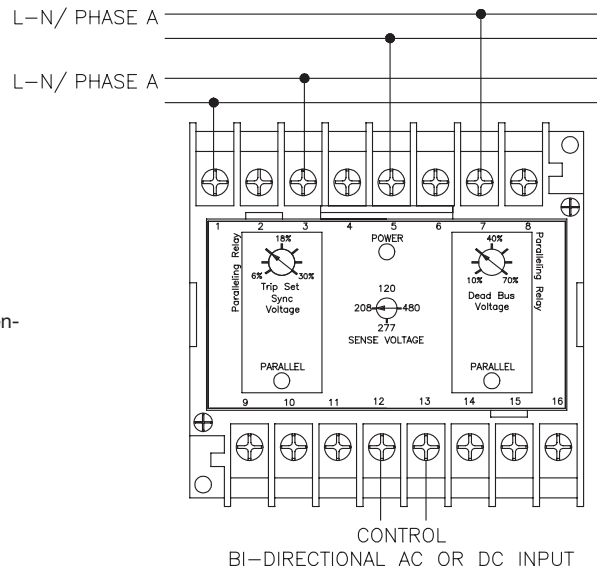 L-N/ PHASE A
L-N/ PHASE A
1 2 3 4 5 6 7 8
Paralleling Relay
18%
6% 30%
Trip Set
Sync
Voltage
PARALLEL
POWER
120
208 480
277
SENSE VOLTAGE
40%
10% 70%
Dead Bus
Voltage
PARALLEL
Paralleling Relay
on-
9 10 11 12 13 14 15 16
CONTROL
BI-DIRECTIONAL AC OR DC INPUT